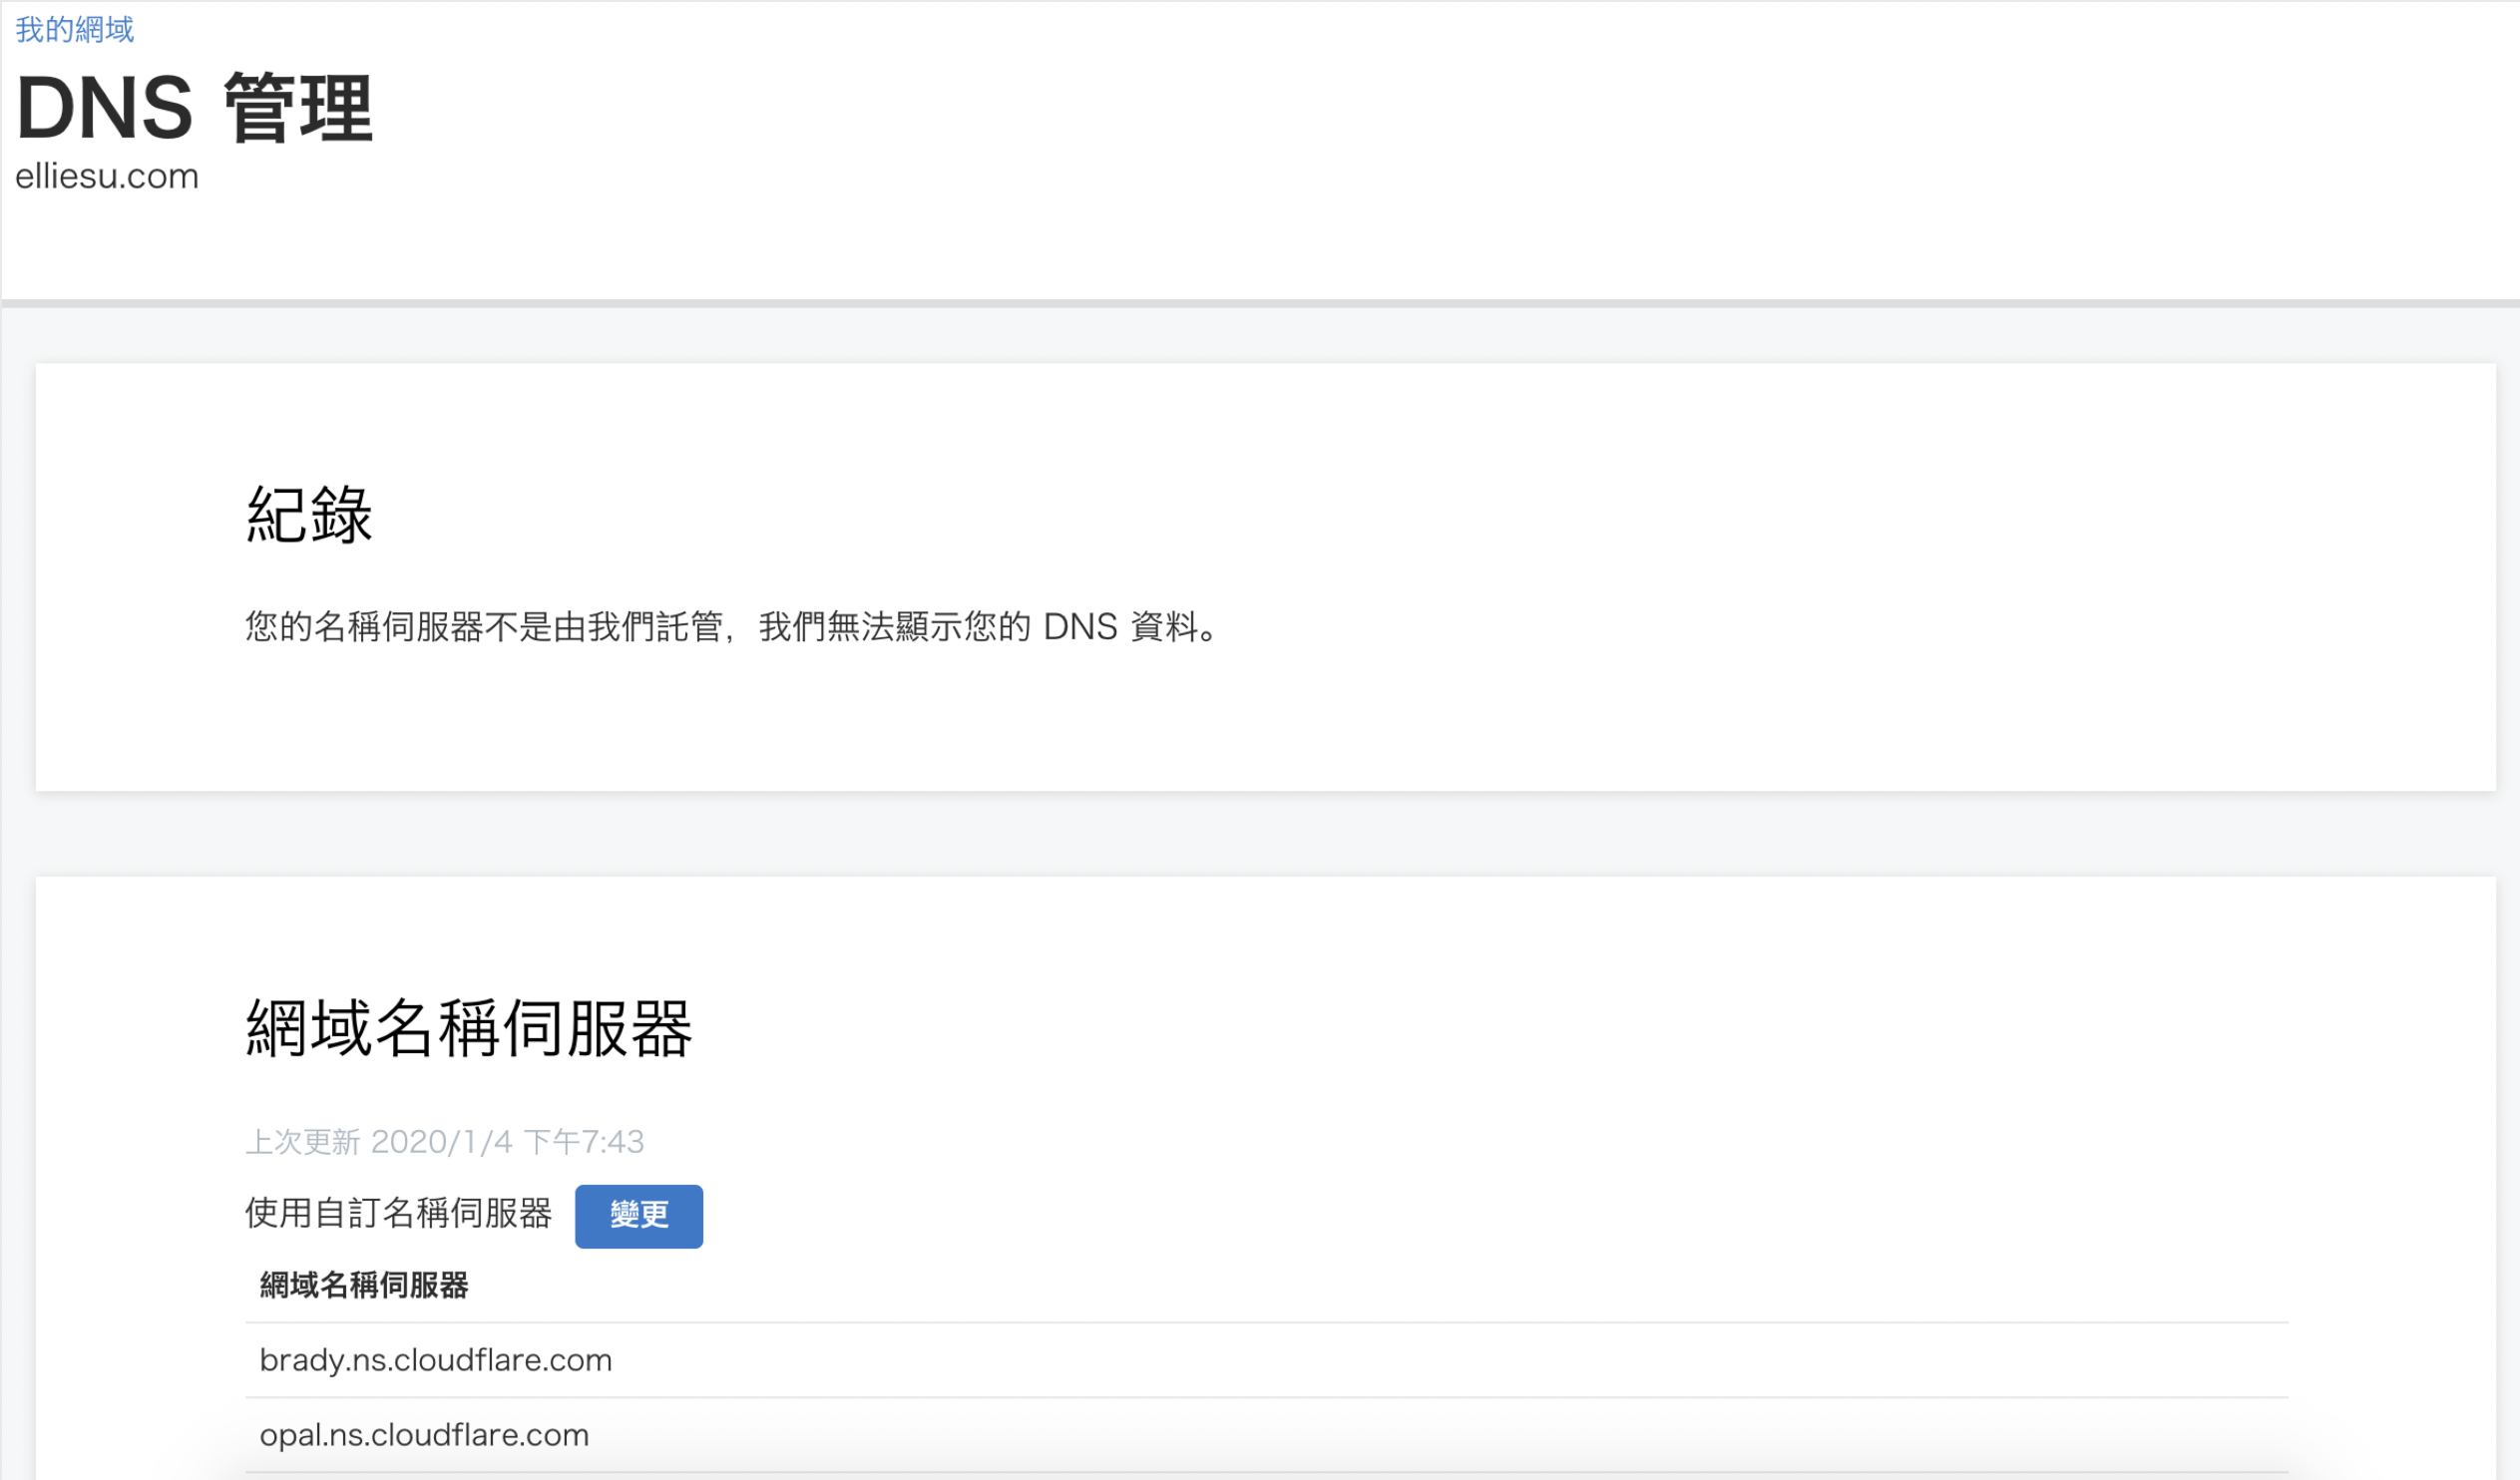 我的網域
DNS 管理
elliesu.com
紀錄
您的名稱伺服器不是由我們託管，我們無法顯示您的 DNS 資料。
網域名稱伺服器
上次更新 2020/1/4 下午7:43
使用自訂名稱伺服器 變更
網域名稱伺服器
brady.ns.cloudflare.com
opal.ns.cloudflare.com